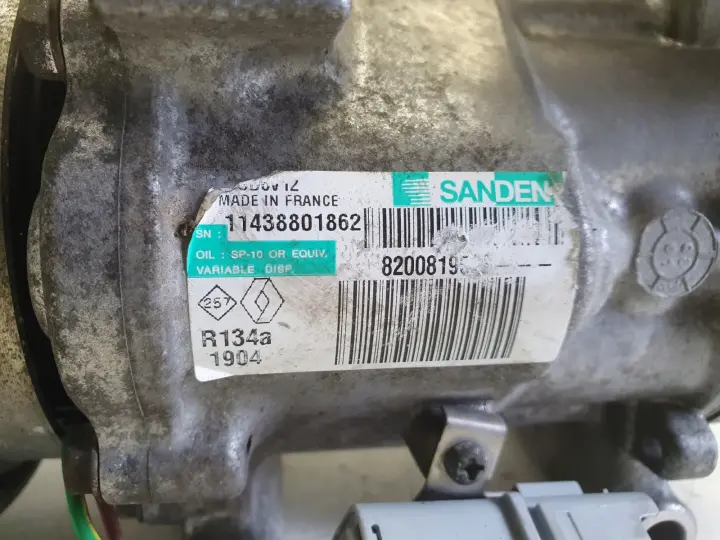 SANDEN
MADE IN FRANCE
SN : 11438801862
OIL : SP-10 OR EQUIV.
VARIABLE DISP.
257
R134a
1904